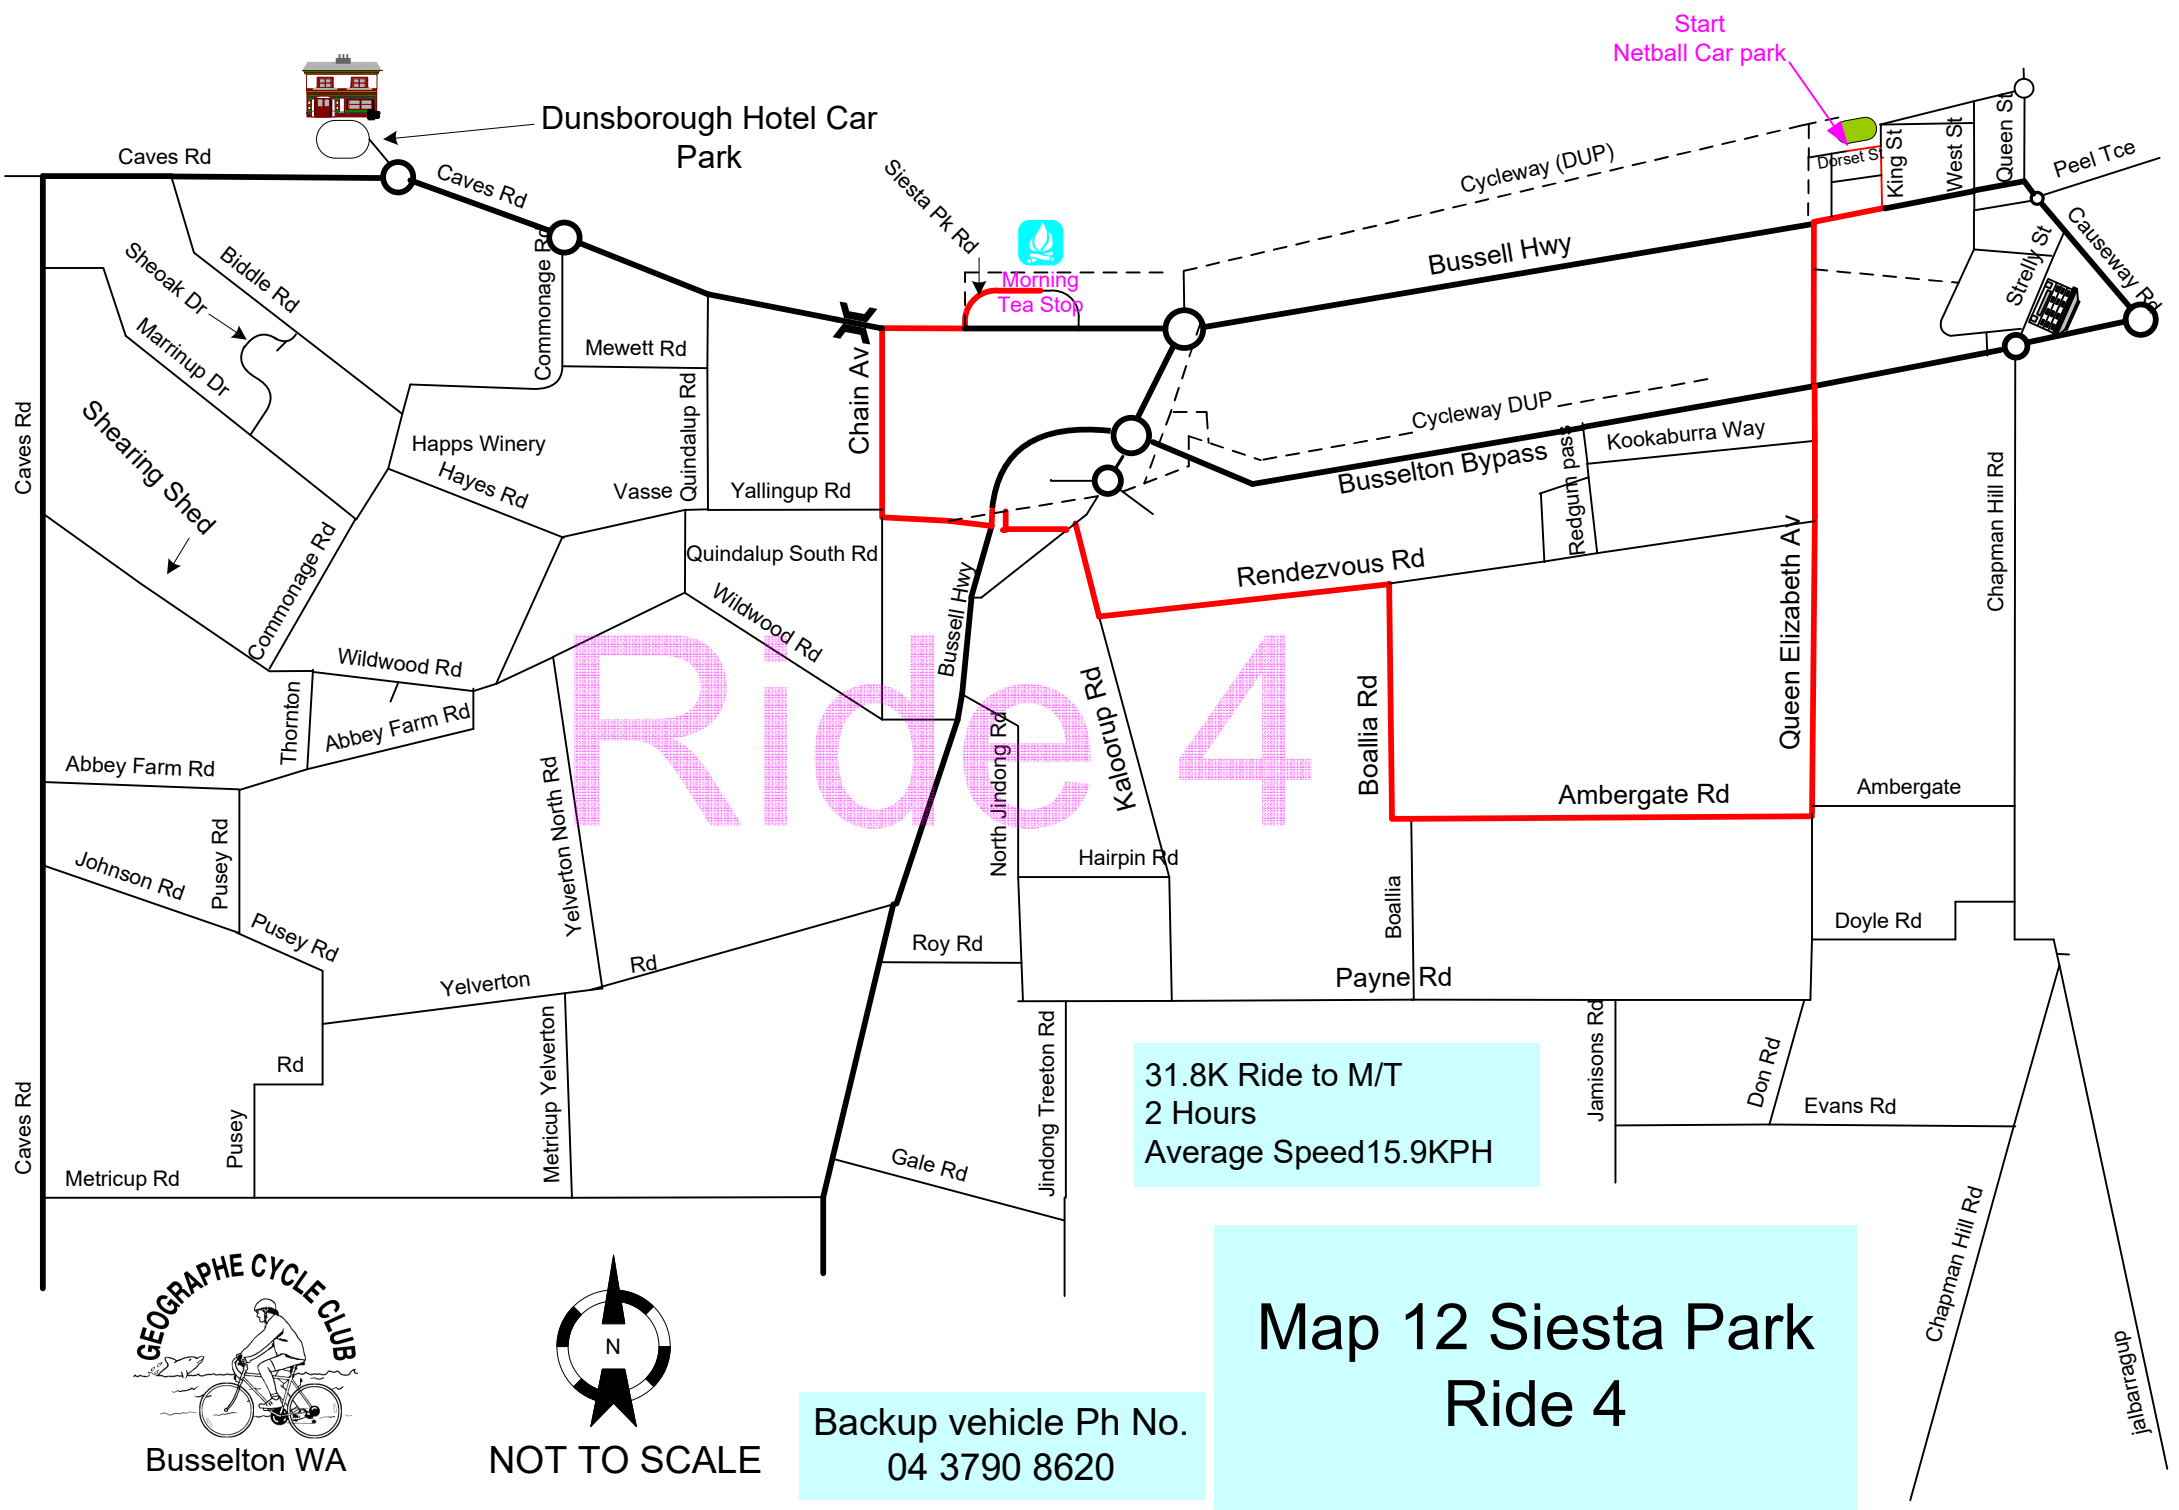 Start
Netball Car park
Dunsborough Hotel Car
Park
Caves Rd
Caves Rd
Siesta Pk Rd
Cycleway (DUP)
Dorset St
King St
West St
Queen St
Peel Tce
Causeway Rd
Strelly St
Bussell Hwy
Morning
Tea Stop
Biddle Rd
Sheoak Dr
Marrinup Dr
Commonage Rd
Mewett Rd
Chain Av
Quindalup Rd
Caves Rd
Shearing Shed
Happs Winery
Hayes Rd
Vasse
Yallingup Rd
Cycleway DUP
Busselton Bypass
Redgum pass
Kookaburra Way
Chapman Hill Rd
Commonage Rd
Quindalup South Rd
Wildwood Rd
Bussell Hwy
Rendezvous Rd
Queen Elizabeth Av
Wildwood Rd
Thornton
Abbey Farm Rd
Abbey Farm Rd
Ride 4
Yelverton North Rd
North Jindong Rd
Kaloorup Rd
Boallia Rd
Ambergate Rd
Ambergate
Johnson Rd
Pusey Rd
Pusey Rd
Hairpin Rd
Boallia
Doyle Rd
Roy Rd
Yelverton
Rd
Payne Rd
Rd
Pusey
Metricup Yelverton
Jindong Treeton Rd
Jamisons Rd
Don Rd
Evans Rd
31.8K Ride to M/T
2 Hours
Average Speed15.9KPH
Caves Rd
Metricup Rd
Gale Rd
Chapman Hill Rd
jalbarragup
GEOGRAPHE CYCLE CLUB
Busselton WA
N
NOT TO SCALE
Backup vehicle Ph No.
04 3790 8620
Map 12 Siesta Park
Ride 4